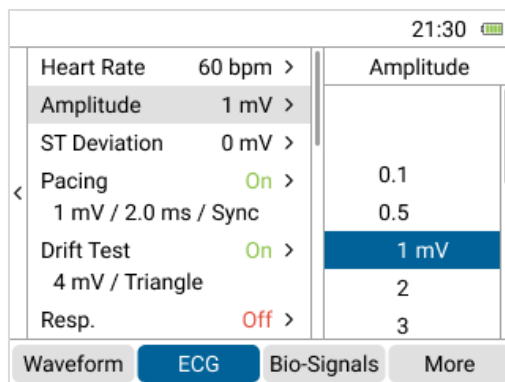 21:30
Heart Rate 60 bpm >
Amplitude 1 mV >
ST Deviation 0 mV >
Pacing On >
1 mV / 2.0 ms / Sync
Drift Test On >
4 mV / Triangle
Resp. Off >
<
Amplitude
0.1
0.5
1 mV
2
3
Waveform ECG Bio-Signals More